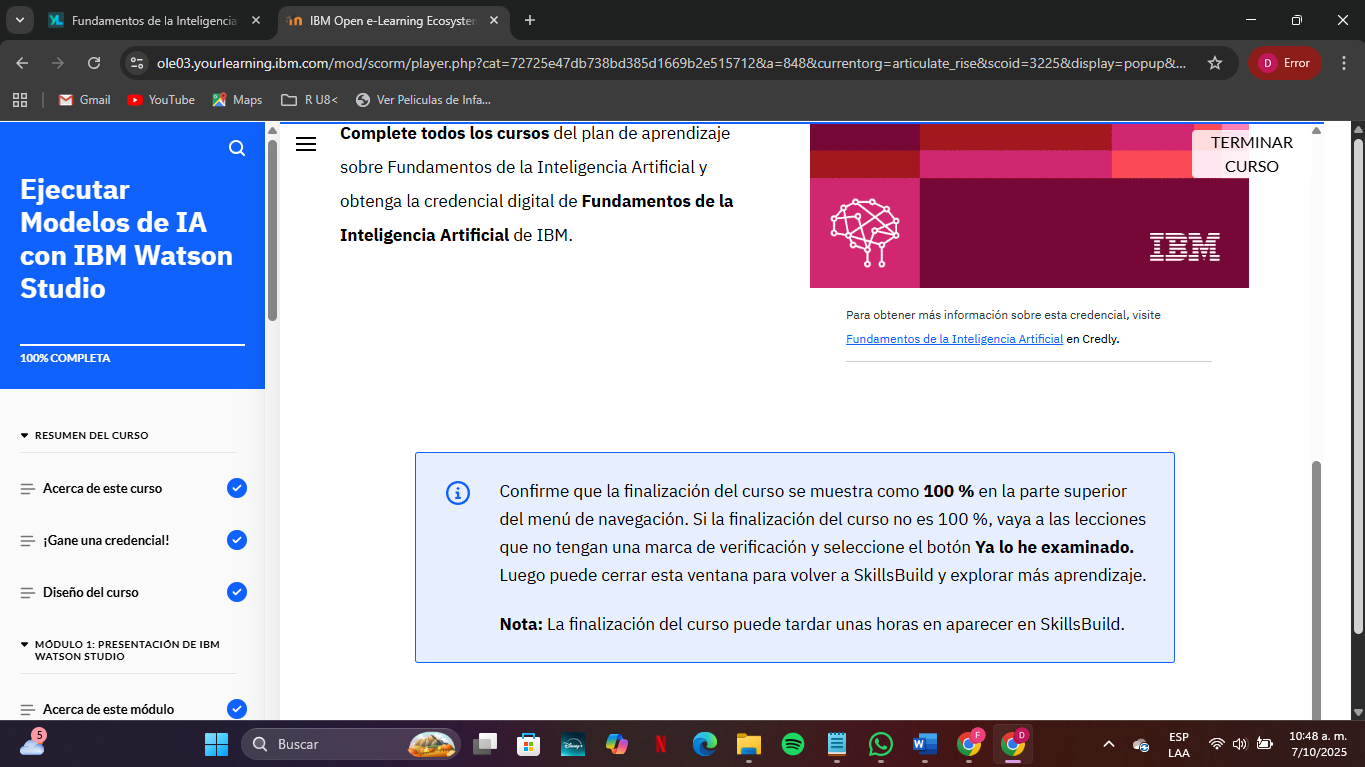 Fundamentos de la Inteligencia
IBM Open e-Learning Ecosystem
ole03.yourlearning.ibm.com/mod/scorm/player.php?cat=72725e47db738bd385d1669b2e515712&a=848&currentorg=articulate_rise&scoid=3225&display=popup&...
D
Error
Gmail
YouTube
Maps
R U8<
Ver Peliculas de Infa...
Ejecutar
Modelos de IA
con IBM Watson
Studio
100% COMPLETA
RESUMEN DEL CURSO
Acerca de este curso
¡Gane una credencial!
Diseño del curso
MÓDULO 1: PRESENTACIÓN DE IBM
WATSON STUDIO
Acerca de este módulo
Complete todos los cursos del plan de aprendizaje
sobre Fundamentos de la Inteligencia Artificial y
obtenga la credencial digital de Fundamentos de la
Inteligencia Artificial de IBM.
TERMINAR
CURSO
IBM
Para obtener más información sobre esta credencial, visite
Fundamentos de la Inteligencia Artificial en Credly.
Confirme que la finalización del curso se muestra como 100 % en la parte superior
del menú de navegación. Si la finalización del curso no es 100 %, vaya a las lecciones
que no tengan una marca de verificación y seleccione el botón Ya lo he examinado.
Luego puede cerrar esta ventana para volver a SkillsBuild y explorar más aprendizaje.
Nota: La finalización del curso puede tardar unas horas en aparecer en SkillsBuild.
5
Buscar
Disney+
N
W
F
D
ESP
LAA
10:48 a. m.
7/10/2025